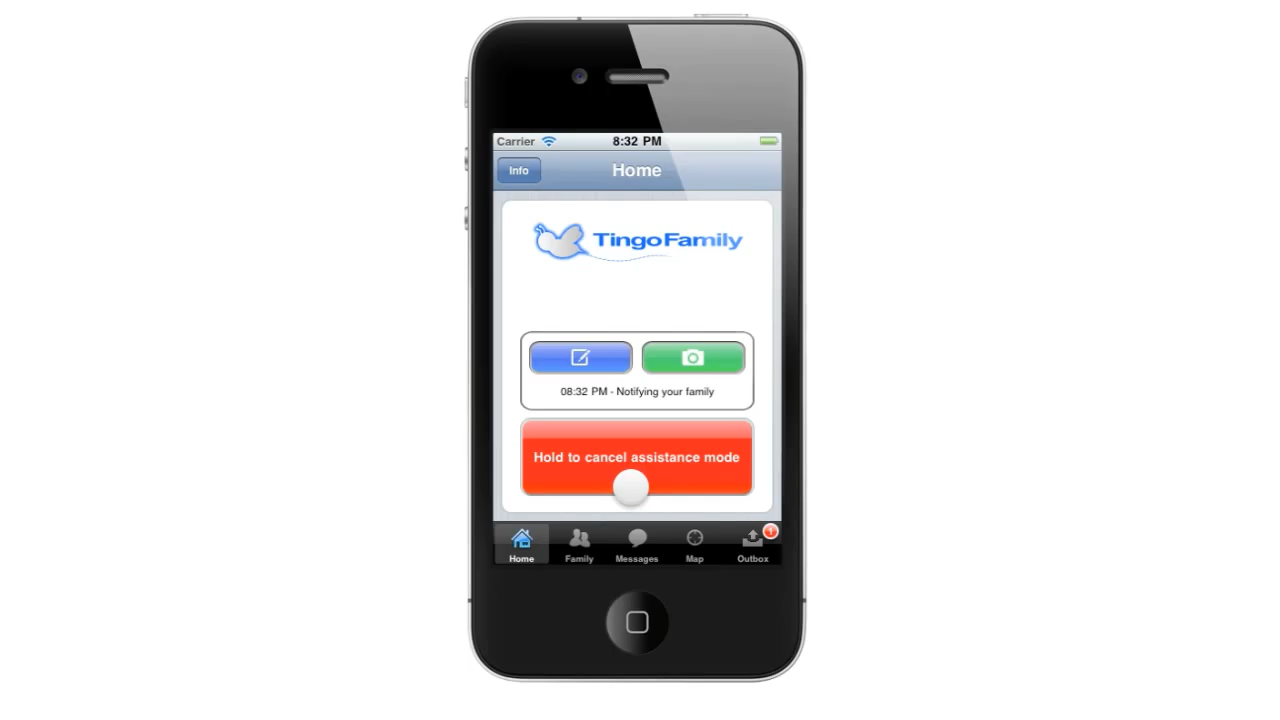 Carrier 8:32 PM
Info Home
TingoFamily
08:32 PM - Notifying your family
Hold to cancel assistance mode
1
Home Family Messages Map Outbox